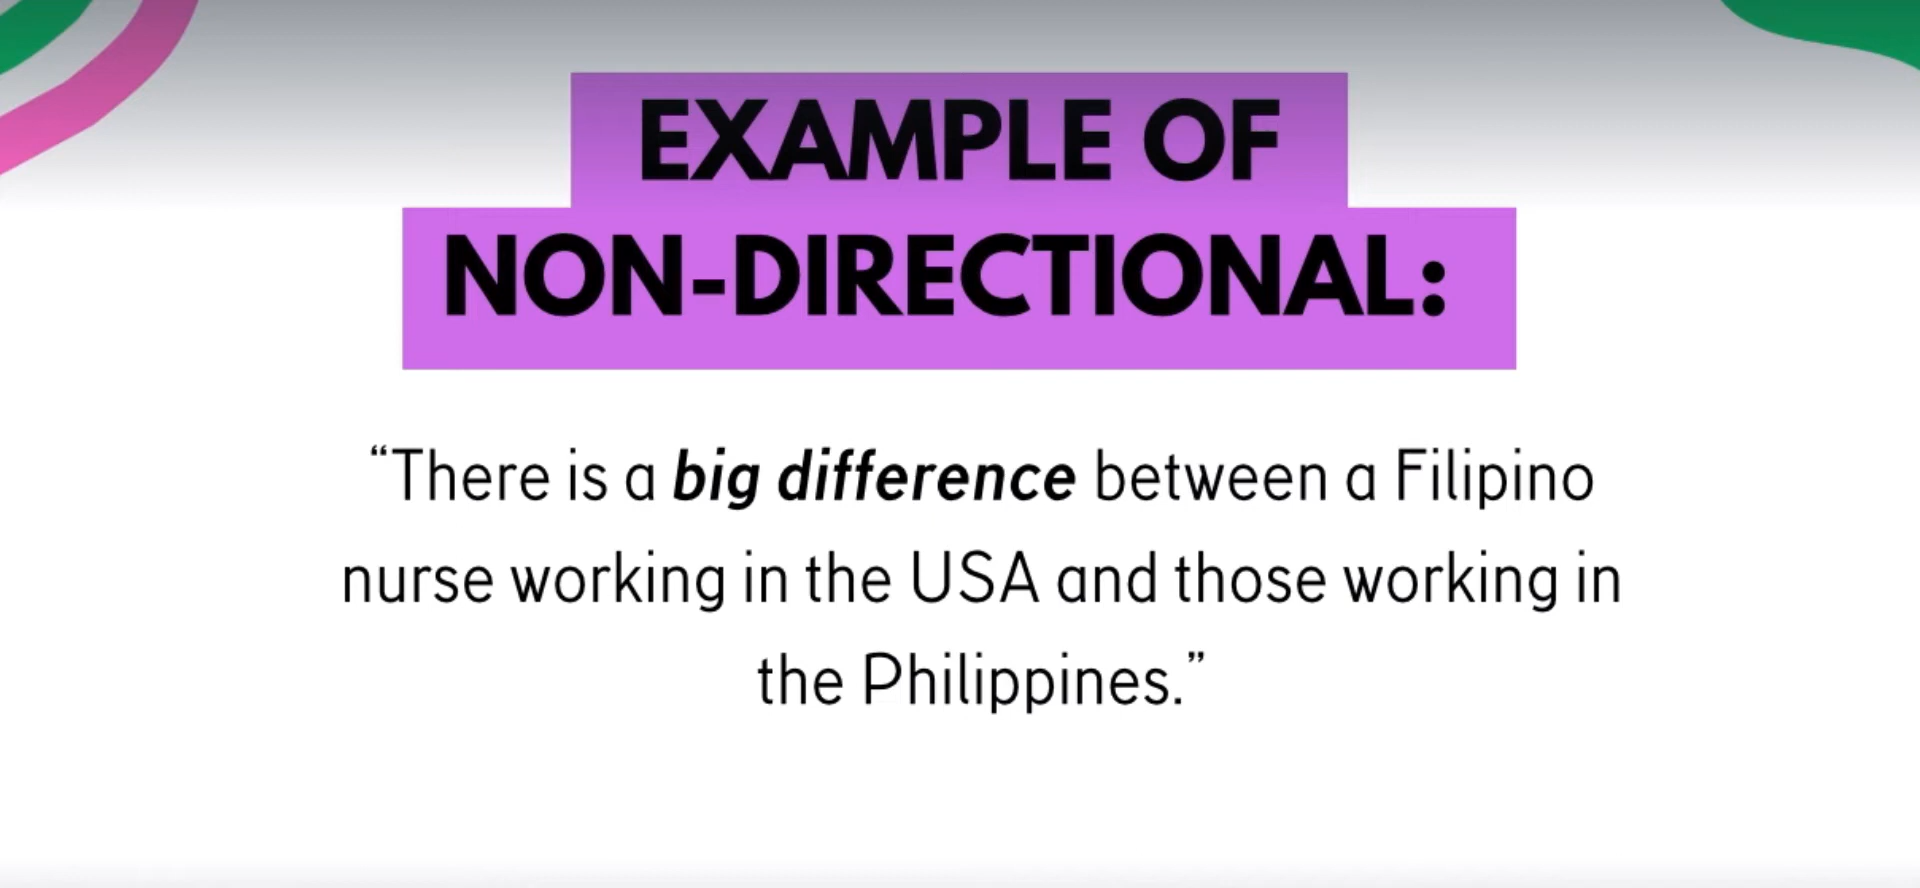 EXAMPLE OF
NON-DIRECTIONAL:
“There is a big difference between a Filipino
nurse working in the USA and those working in
the Philippines.”